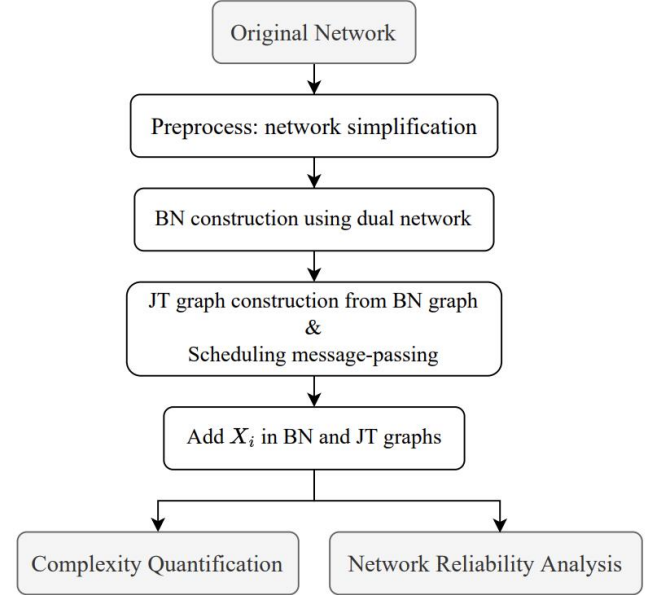 Original Network
Preprocess: network simplification
BN construction using dual network
JT graph construction from BN graph
&
Scheduling message-passing
Add X_i in BN and JT graphs
Complexity Quantification
Network Reliability Analysis